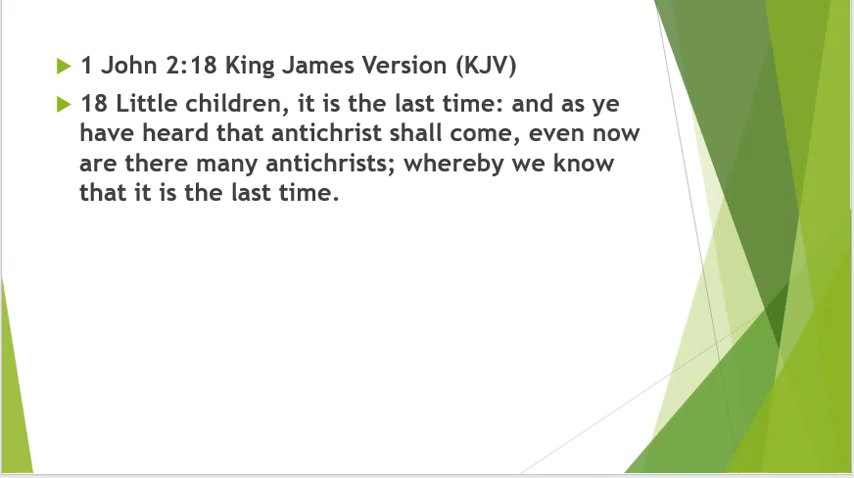 1 John 2:18 King James Version (KJV)
18 Little children, it is the last time: and as ye
have heard that antichrist shall come, even now
are there many antichrists; whereby we know
that it is the last time.